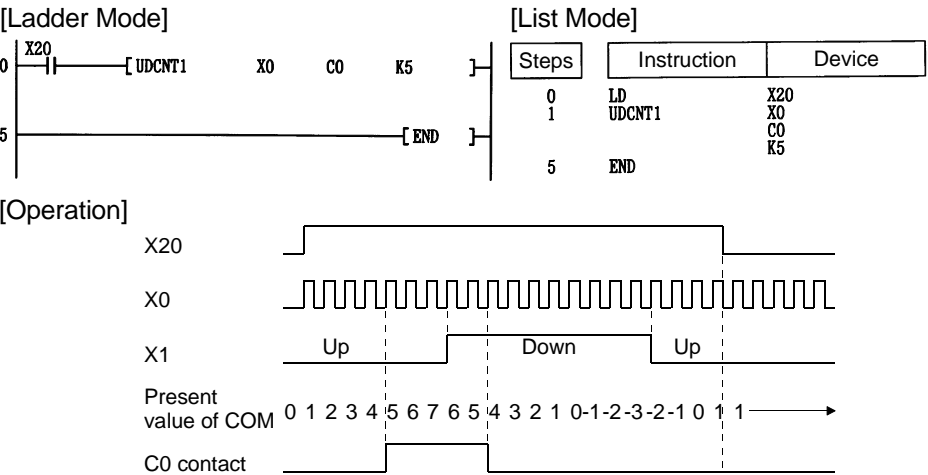 [Ladder Mode] [List Mode]
X20
0 UDCNT1 X0 C0 K5
5 END
Steps Instruction Device
0 LD X20
1 UDCNT1 X0
C0
K5
5 END
[Operation]
X20
X0
X1 Up Down Up
Present
value of COM 0 1 2 3 4 5 6 7 6 5 4 3 2 1 0 -1 -2 -3 -2 -1 0 1 1
C0 contact